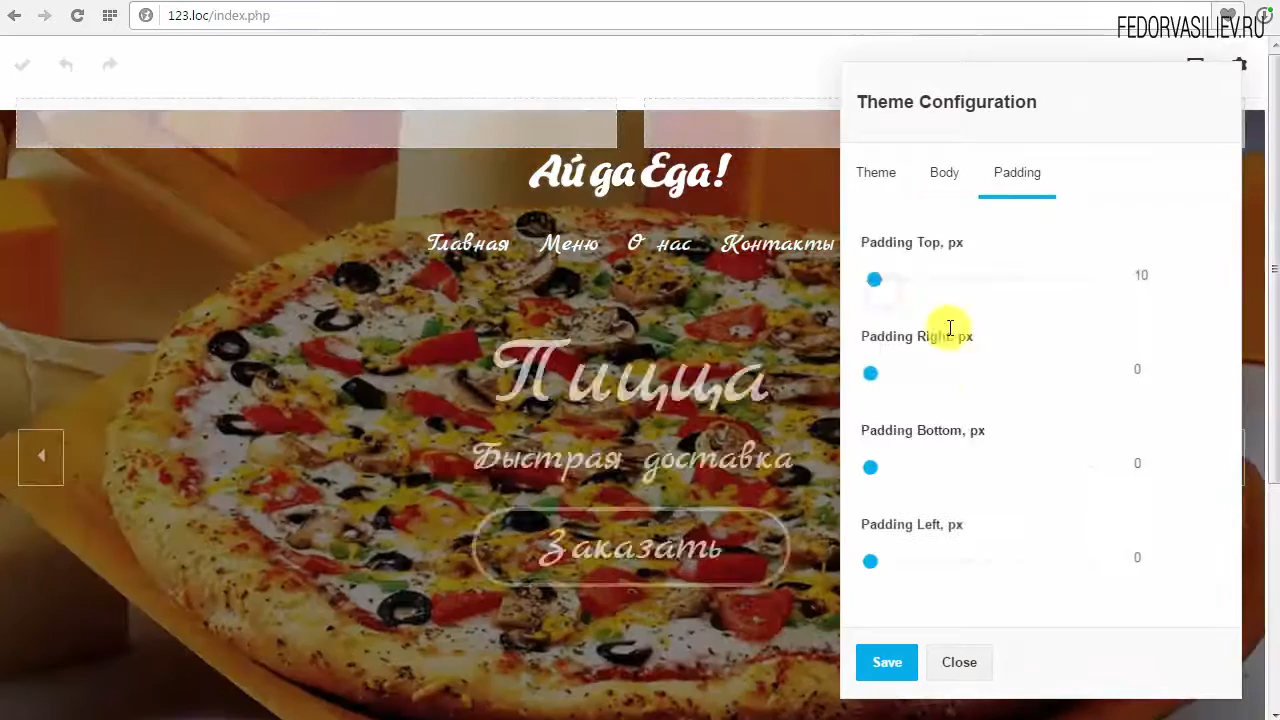 123.loc/index.php
FEDORVASILIEV.RU
Theme Configuration
Ай да Еда!
Theme Body Padding
Главная Меню О нас Контакты
Padding Top, px
10
Padding Right, px
0
Пицца
Padding Bottom, px
0
Быстрая доставка
Padding Left, px
0
Заказать
Save Close